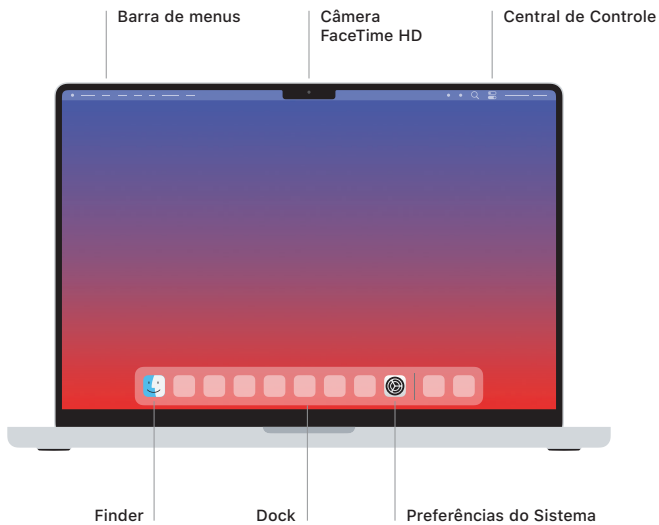 Barra de menus
Câmera
FaceTime HD
Central de Controle
Finder
Dock
Preferências do Sistema